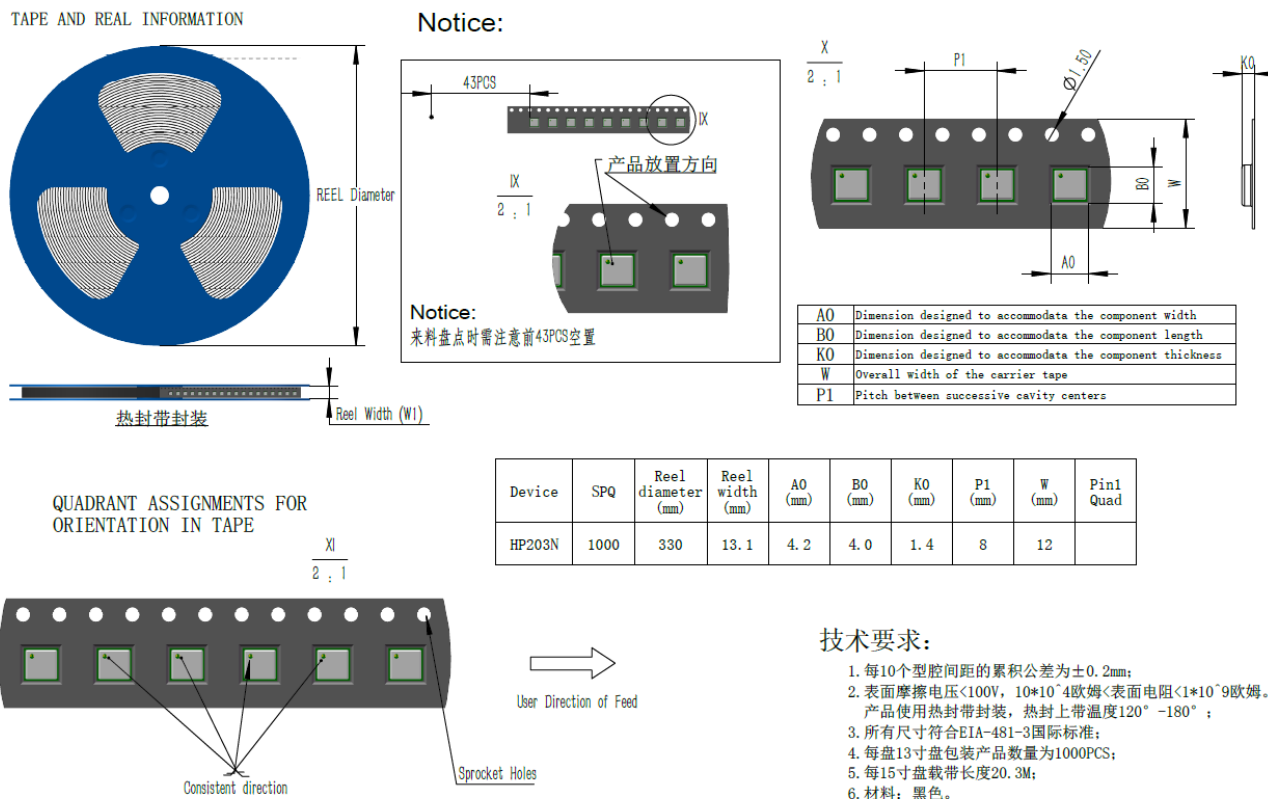 TAPE AND REAL INFORMATION
REEL Diameter
热封带封装
Reel Width (W1)
Notice:
43PCS
IX
产品放置方向
IX
2 : 1
Notice:
来料盘点时需注意前43PCS空置
X
2 : 1
P1
Ø1.50
K0
B0
W
A0
A0 Dimension designed to accommodata the component width
B0 Dimension designed to accommodata the component length
K0 Dimension designed to accommodata the component thickness
W Overall width of the carrier tape
P1 Pitch between successive cavity centers
Device SPQ Reel diameter (mm) Reel width (mm) A0 (mm) B0 (mm) K0 (mm) P1 (mm) W (mm) Pin1 Quad
HP203N 1000 330 13.1 4.2 4.0 1.4 8 12
QUADRANT ASSIGNMENTS FOR
ORIENTATION IN TAPE
XI
2 : 1
User Direction of Feed
Sprocket Holes
Consistent direction
技术要求:
1.每10个型腔间距的累积公差为±0.2mm;
2.表面摩擦电压<100V, 10*10^4欧姆<表面电阻<1*10^9欧姆。
产品使用热封带封装, 热封上带温度120°-180°;
3.所有尺寸符合EIA-481-3国际标准;
4.每盘13寸盘包装产品数量为1000PCS;
5.每15寸盘载带长度20.3M;
6.材料: 黑色。